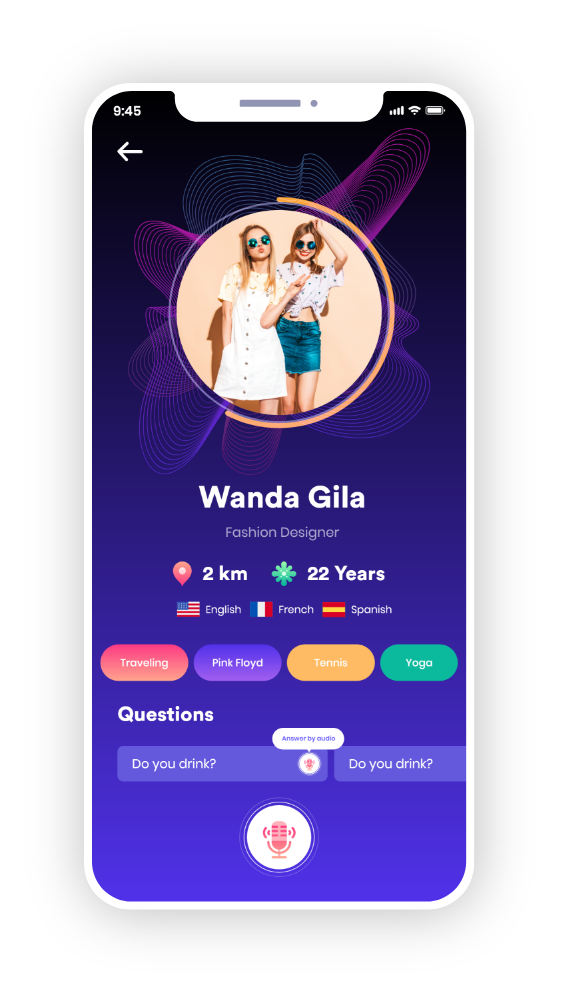 9:45
Wanda Gila
Fashion Designer
2 km 22 Years
English French Spanish
Traveling Pink Floyd Tennis Yoga
Questions
Answer by audio
Do you drink? Do you drink?